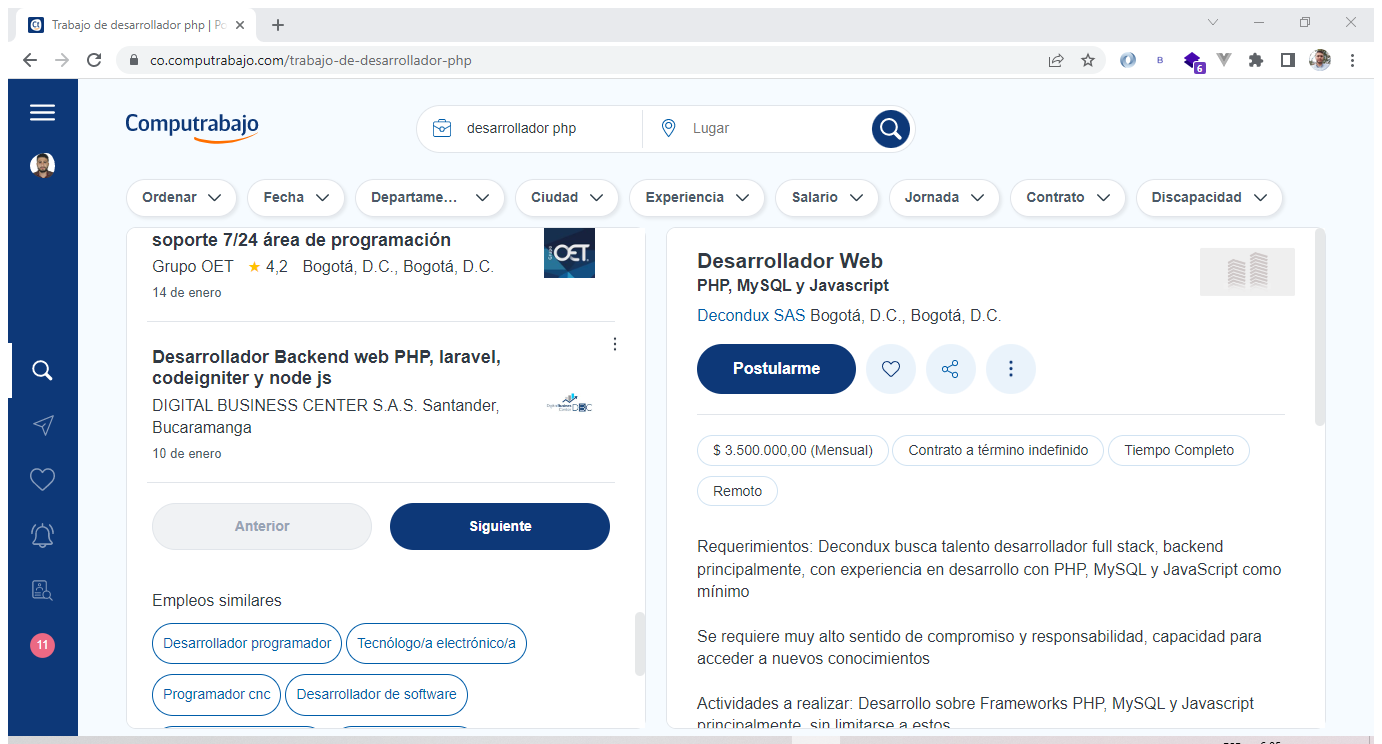 Trabajo de desarrollador php | Po
co.computrabajo.com/trabajo-de-desarrollador-php
B
6
Computrabajo
desarrollador php
Lugar
Ordenar
Fecha
Departame...
Ciudad
Experiencia
Salario
Jornada
Contrato
Discapacidad
soporte 7/24 área de programación
Grupo OET ★ 4,2 Bogotá, D.C., Bogotá, D.C.
14 de enero
OET
Desarrollador Backend web PHP, laravel,
codeigniter y node js
DIGITAL BUSINESS CENTER S.A.S. Santander,
Bucaramanga
10 de enero
Anterior
Siguiente
Empleos similares
Desarrollador programador
Tecnólogo/a electrónico/a
Programador cnc
Desarrollador de software
11
Desarrollador Web
PHP, MySQL y Javascript
Decondux SAS Bogotá, D.C., Bogotá, D.C.
Postularme
$ 3.500.000,00 (Mensual)
Contrato a término indefinido
Tiempo Completo
Remoto
Requerimientos: Decondux busca talento desarrollador full stack, backend
principalmente, con experiencia en desarrollo con PHP, MySQL y JavaScript como
mínimo
Se requiere muy alto sentido de compromiso y responsabilidad, capacidad para
acceder a nuevos conocimientos
Actividades a realizar: Desarrollo sobre Frameworks PHP, MySQL y Javascript
principalmente, sin limitarse a estos